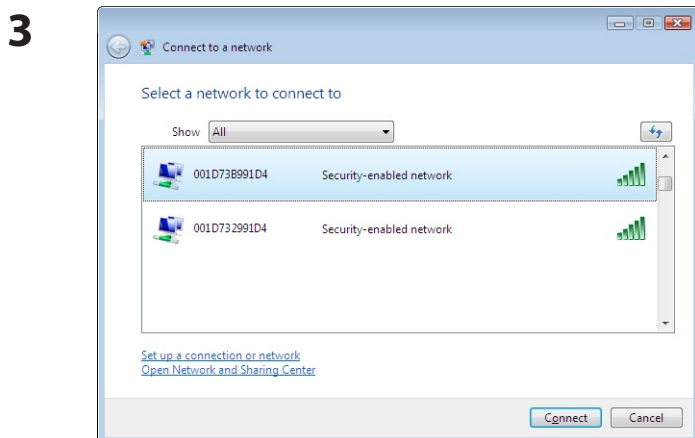 3
Connect to a network
Select a network to connect to
Show All
001D73B991D4 Security-enabled network
001D732991D4 Security-enabled network
Set up a connection or network
Open Network and Sharing Center
Connect Cancel